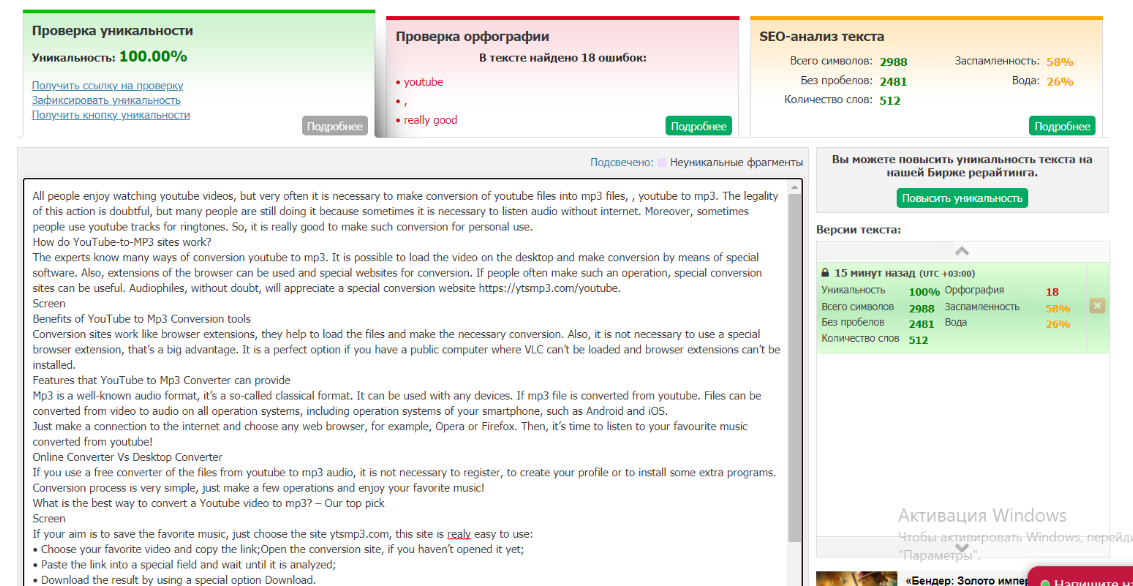 Проверка уникальности
Уникальность: 100.00%
Получить ссылку на проверку
Зафиксировать уникальность
Получить кнопку уникальности
Подробнее
Проверка орфографии
В тексте найдено 18 ошибок:
• youtube
• ,
• really good
Подробнее
SEO-анализ текста
Всего символов: 2988 Заспамленность: 58%
Без пробелов: 2481 Вода: 26%
Количество слов: 512
Подробнее
Подсвечено: Неуникальные фрагменты
All people enjoy watching youtube videos, but very often it is necessary to make conversion of youtube files into mp3 files, , youtube to mp3. The legality
of this action is doubtful, but many people are still doing it because sometimes it is necessary to listen audio without internet. Moreover, sometimes
people use youtube tracks for ringtones. So, it is really good to make such conversion for personal use.
How do YouTube-to-MP3 sites work?
The experts know many ways of conversion youtube to mp3. It is possible to load the video on the desktop and make conversion by means of special
software. Also, extensions of the browser can be used and special websites for conversion. If people often make such an operation, special conversion
sites can be useful. Audiophiles, without doubt, will appreciate a special conversion website https://ytsmp3.com/youtube.
Screen
Benefits of YouTube to Mp3 Conversion tools
Conversion sites work like browser extensions, they help to load the files and make the necessary conversion. Also, it is not necessary to use a special
browser extension, that's a big advantage. It is a perfect option if you have a public computer where VLC can't be loaded and browser extensions can't be
installed.
Features that YouTube to Mp3 Converter can provide
Mp3 is a well-known audio format, it's a so-called classical format. It can be used with any devices. If mp3 file is converted from youtube. Files can be
converted from video to audio on all operation systems, including operation systems of your smartphone, such as Android and iOS.
Just make a connection to the internet and choose any web browser, for example, Opera or Firefox. Then, it's time to listen to your favourite music
converted from youtube!
Online Converter Vs Desktop Converter
If you use a free converter of the files from youtube to mp3 audio, it is not necessary to register, to create your profile or to install some extra programs.
Conversion process is very simple, just make a few operations and enjoy your favorite music!
What is the best way to convert a Youtube video to mp3? – Our top pick
Screen
If your aim is to save the favorite music, just choose the site ytsmp3.com, this site is realy easy to use:
• Choose your favorite video and copy the link;Open the conversion site, if you haven't opened it yet;
• Paste the link into a special field and wait until it is analyzed;
• Download the result by using a special option Download.
Вы можете повысить уникальность текста на
нашей Бирже рерайтинга.
Повысить уникальность
Версии текста:
15 минут назад (UTC +03:00)
Уникальность 100% Орфография 18
Всего символов 2988 Заспамленность 58%
Без пробелов 2481 Вода 26%
Количество слов 512
Активация Windows
Чтобы активировать Windows, перейди
"Параметры".
«Бендер: Золото импер
Напишите н